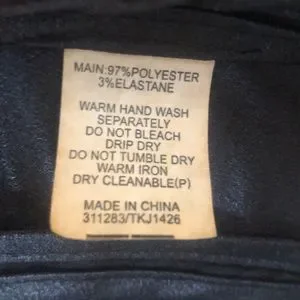 MAIN:97%POLYESTER
3%ELASTANE
WARM HAND WASH
SEPARATELY
DO NOT BLEACH
DRIP DRY
DO NOT TUMBLE DRY
WARM IRON
DRY CLEANABLE(P)
MADE IN CHINA
311283/TKJ1426